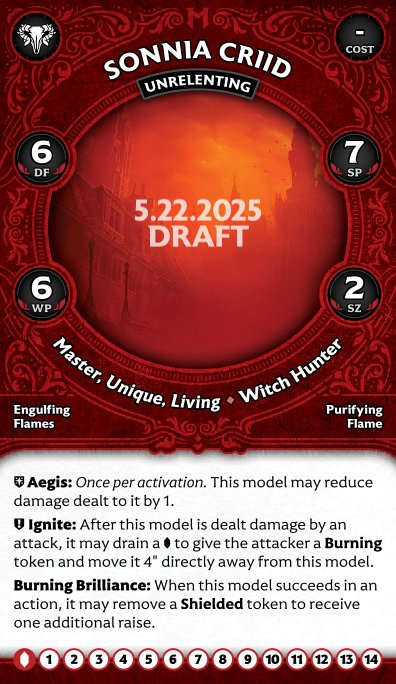 SONNIA CRIID
UNRELENTING
-
COST
6
DF
7
SP
5.22.2025
DRAFT
6
WP
2
SZ
Master, Unique, Living ♦ Witch Hunter
Engulfing
Flames
Purifying
Flame
Aegis: Once per activation. This model may reduce
damage dealt to it by 1.
Ignite: After this model is dealt damage by an
attack, it may drain a to give the attacker a Burning
token and move it 4" directly away from this model.
Burning Brilliance: When this model succeeds in an
action, it may remove a Shielded token to receive
one additional raise.
1 2 3 4 5 6 7 8 9 10 11 12 13 14